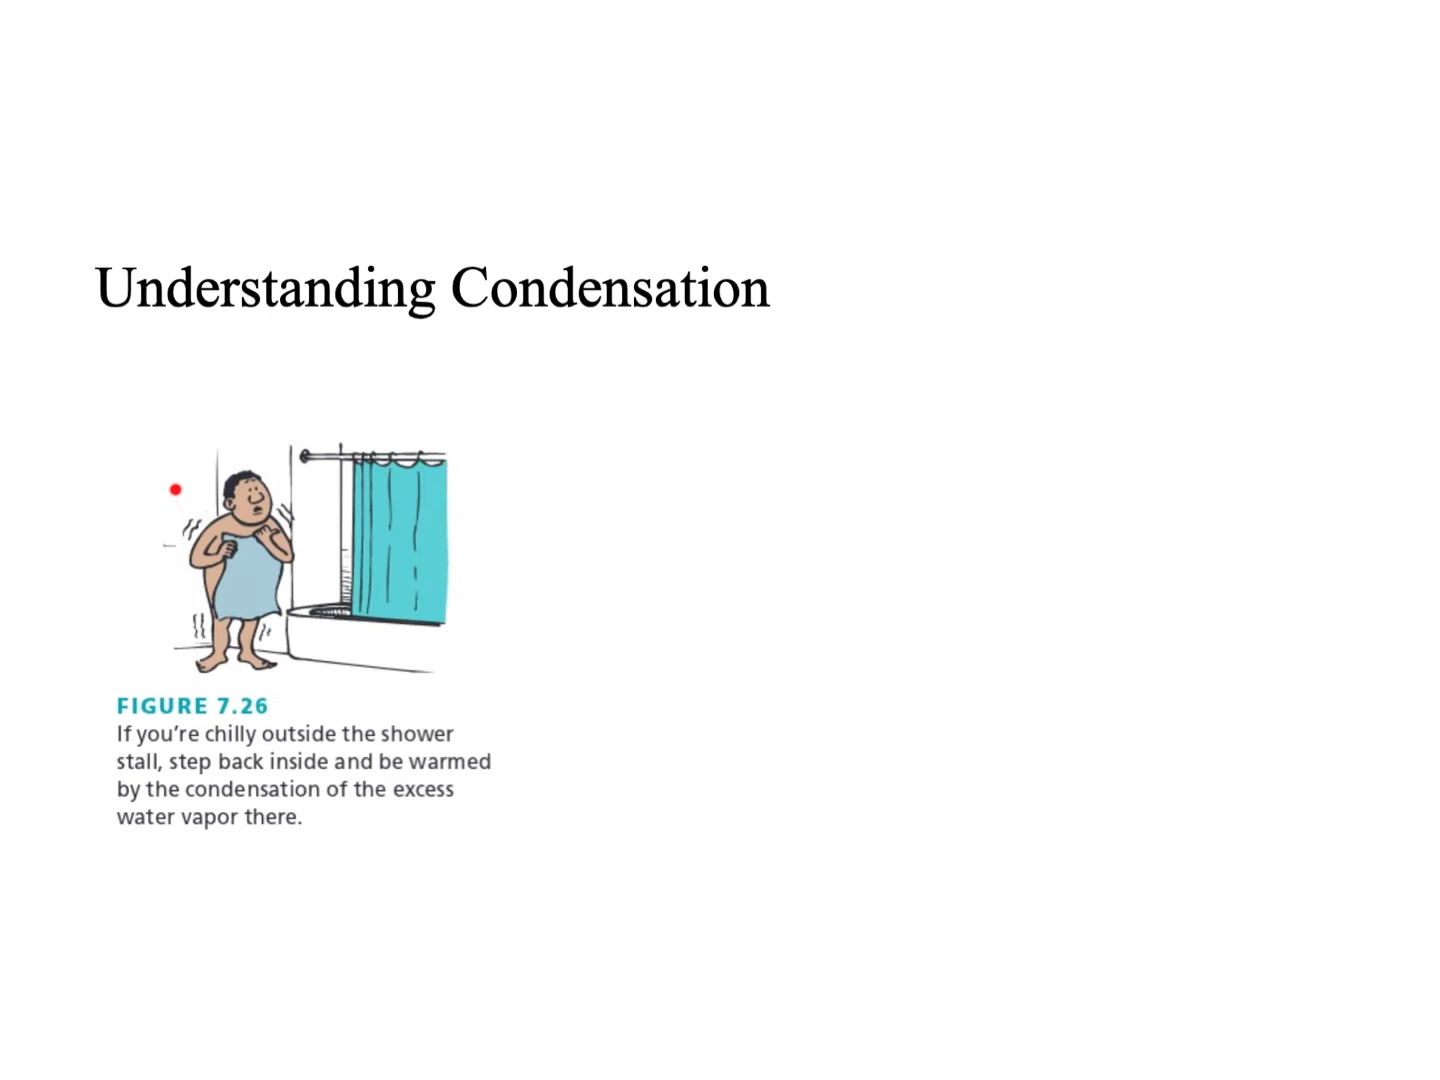 Understanding Condensation
FIGURE 7.26
If you're chilly outside the shower
stall, step back inside and be warmed
by the condensation of the excess
water vapor there.